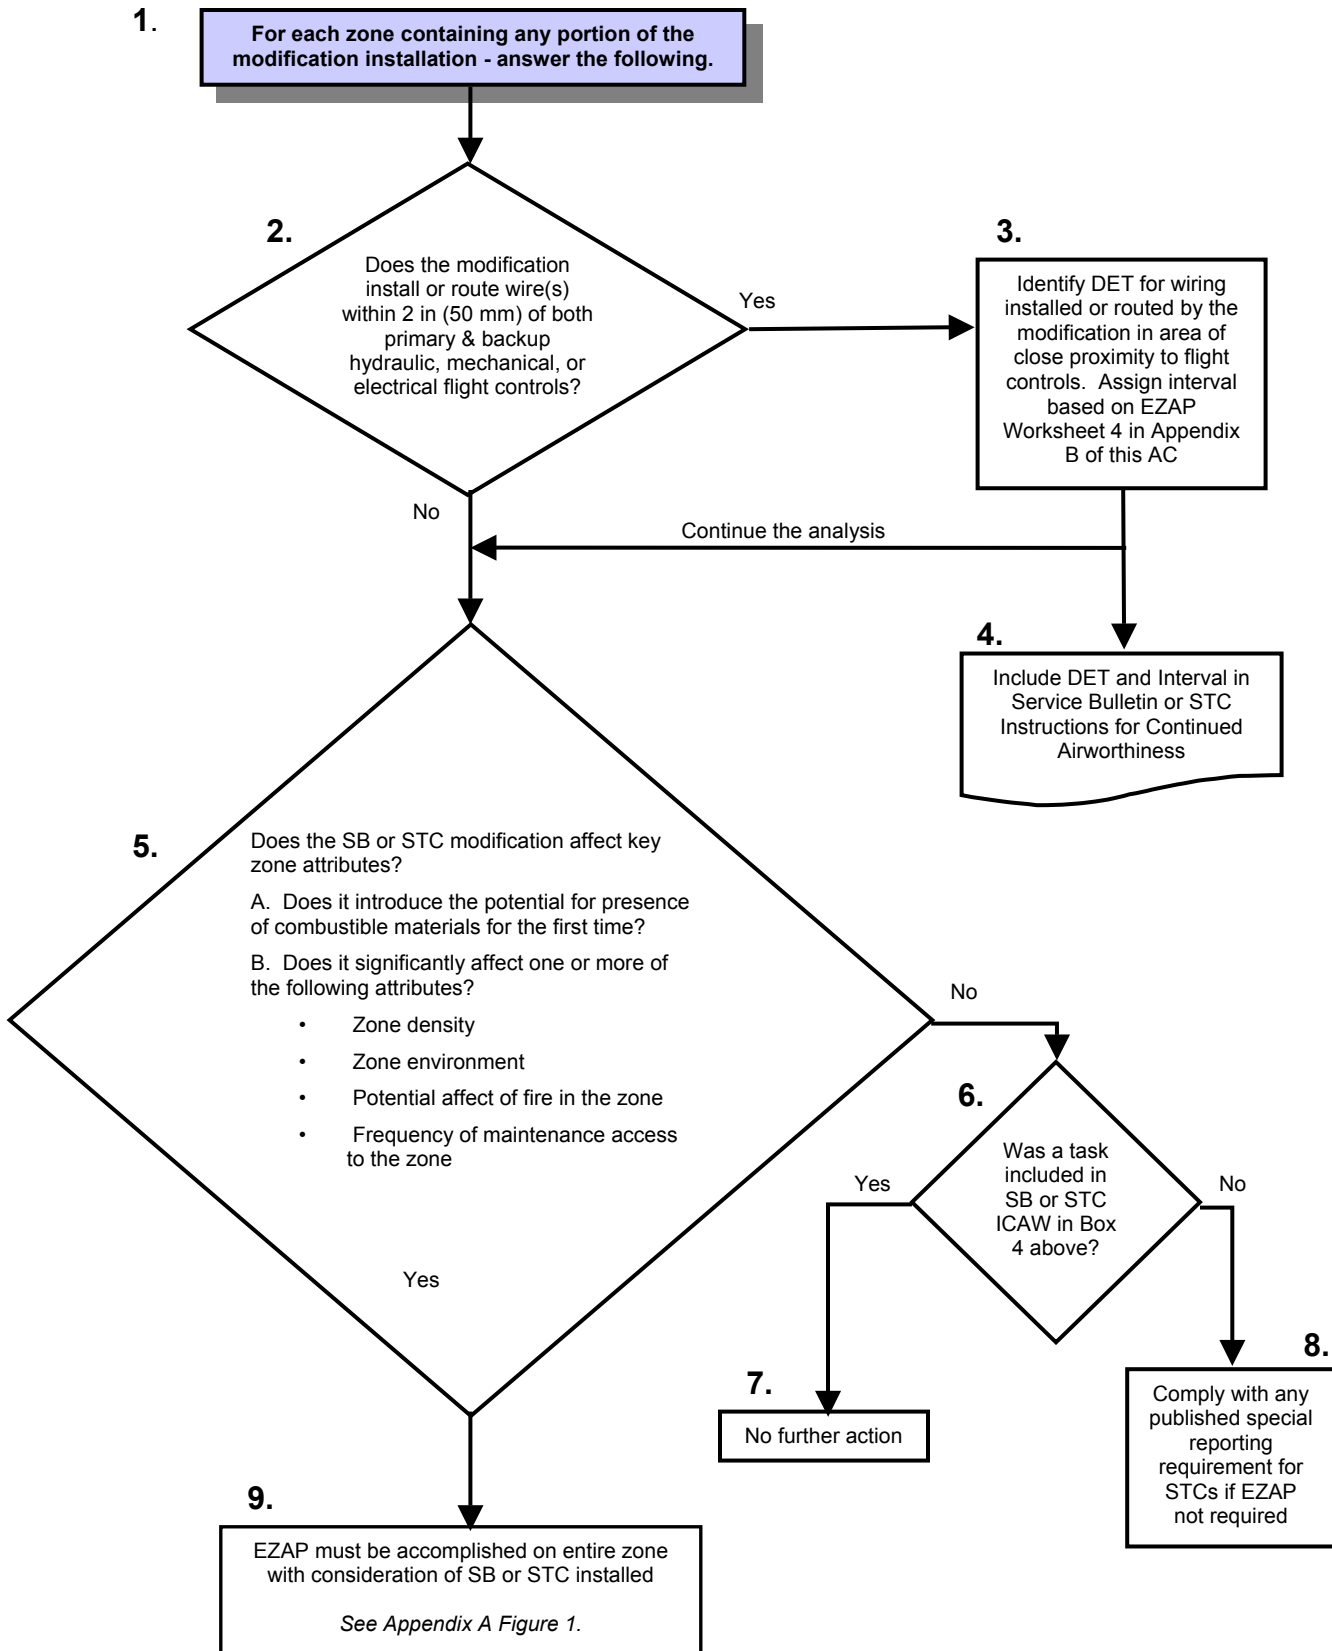 1.
For each zone containing any portion of the
modification installation - answer the following.
2.
Does the modification
install or route wire(s)
within 2 in (50 mm) of both
primary & backup
hydraulic, mechanical, or
electrical flight controls?
Yes
3.
Identify DET for wiring
installed or routed by the
modification in area of
close proximity to flight
controls. Assign interval
based on EZAP
Worksheet 4 in Appendix
B of this AC
No
Continue the analysis
4.
Include DET and Interval in
Service Bulletin or STC
Instructions for Continued
Airworthiness
5.
Does the SB or STC modification affect key
zone attributes?
A. Does it introduce the potential for presence
of combustible materials for the first time?
B. Does it significantly affect one or more of
the following attributes?
• Zone density
• Zone environment
• Potential affect of fire in the zone
• Frequency of maintenance access
to the zone
No
Yes
6.
Was a task
included in
SB or STC
ICAW in Box
4 above?
Yes
No
7.
No further action
8.
Comply with any
published special
reporting
requirement for
STCs if EZAP
not required
9.
EZAP must be accomplished on entire zone
with consideration of SB or STC installed
See Appendix A Figure 1.